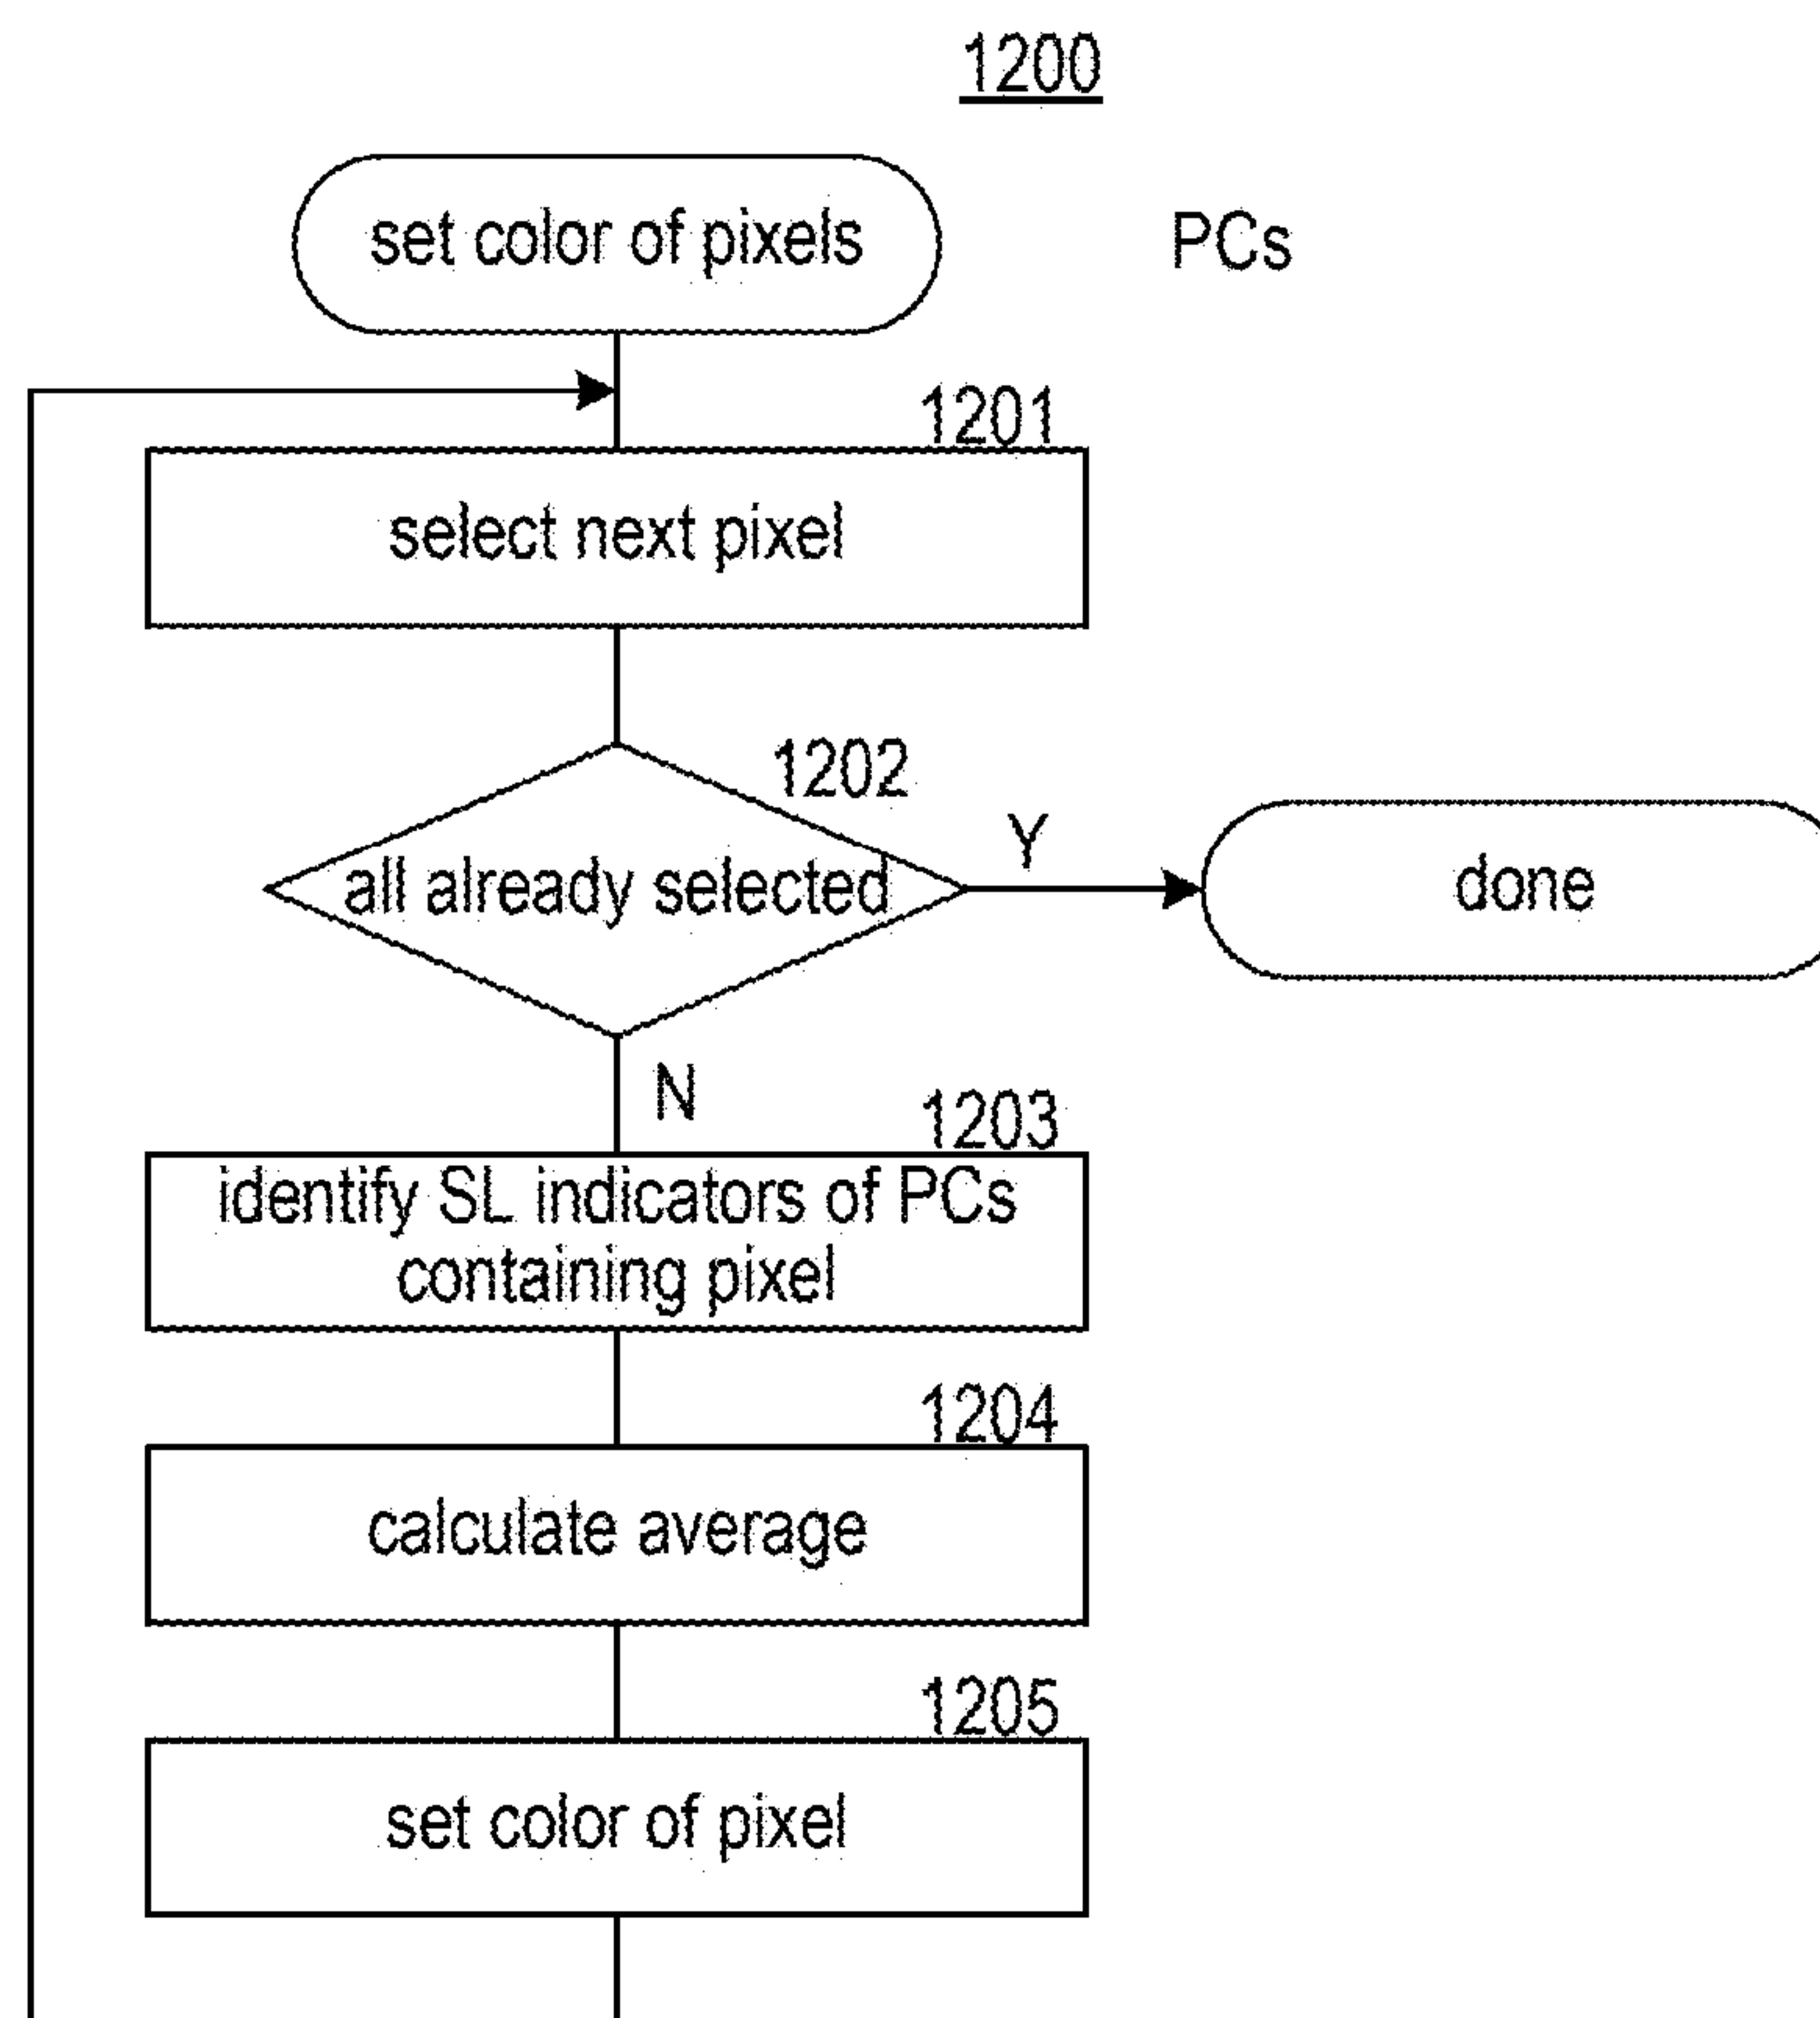 1200
set color of pixels
PCs
1201
select next pixel
1202
all already selected
Y
done
N
1203
identify SL indicators of PCs
containing pixel
1204
calculate average
1205
set color of pixel